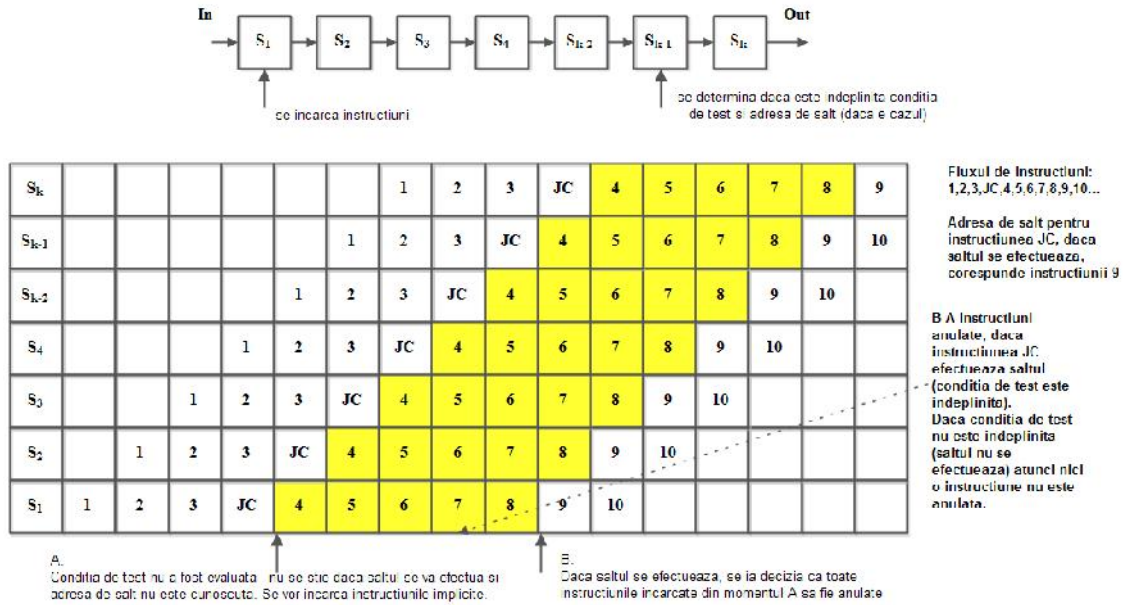 In Out
S1 S2 S3 S4 Sk-2 Sk-1 Sk
se incarca instructiuni
se determina daca este indeplinita conditia
de test si adresa de salt (daca e cazul)
Sk 1 2 3 JC 4 5 6 7 8 9
Sk-1 1 2 3 JC 4 5 6 7 8 9 10
Sk-2 1 2 3 JC 4 5 6 7 8 9 10
S4 1 2 3 JC 4 5 6 7 8 9 10
S3 1 2 3 JC 4 5 6 7 8 9 10
S2 1 2 3 JC 4 5 6 7 8 9 10
S1 1 2 3 JC 4 5 6 7 8 9 10
Fluxul de instructiuni:
1,2,3,JC,4,5,6,7,8,9,10...
Adresa de salt pentru
instructiunea JC, daca
saltul se efectueaza,
corespunde instructiunii 9
B-A instructiuni
anulate, daca
instructiunea JC
efectueaza saltul
(conditia de test este
indeplinita).
Daca conditia de test
nu este indeplinita
(saltul nu se
efectueaza) atunci nici
o instructiune nu este
anulata.
A.
Conditia de test nu a fost evaluata - nu se stie daca saltul se va efectua si
adresa de salt nu este cunoscuta. Se vor incarca instructiunile implicite.
B.
Daca saltul se efectueaza, se ia decizia ca toate
instructiunile incarcate din momentul A sa fie anulate